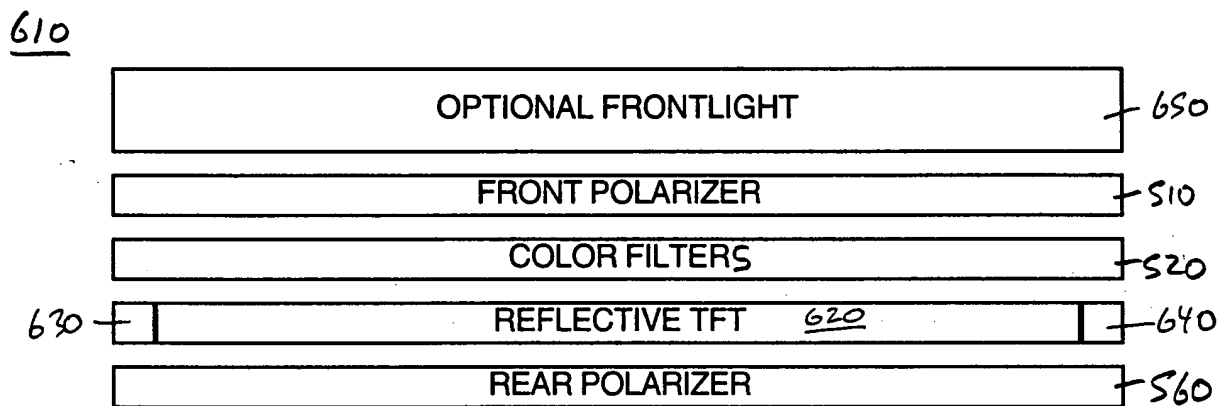 610
OPTIONAL FRONTLIGHT 650
FRONT POLARIZER 510
COLOR FILTERS 520
630 REFLECTIVE TFT 620 640
REAR POLARIZER 560